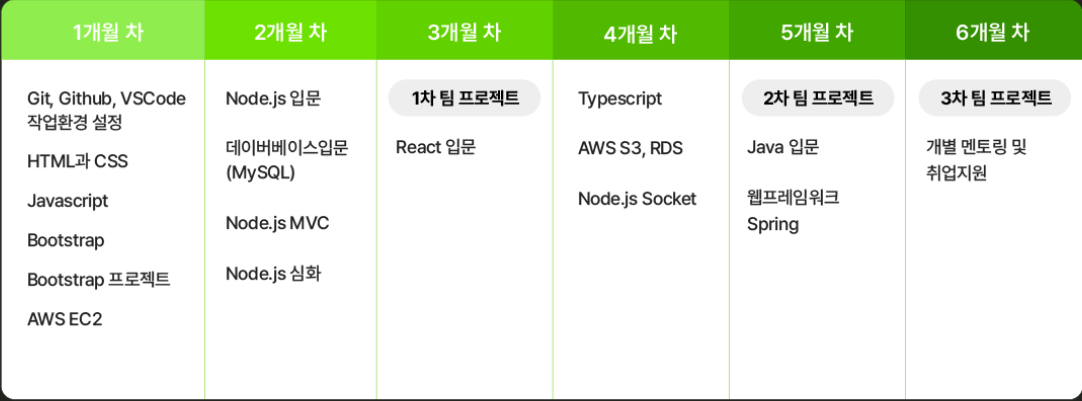 1개월 차
2개월 차
3개월 차
4개월 차
5개월 차
6개월 차
Git, Github, VSCode
작업환경 설정
HTML과 CSS
Javascript
Bootstrap
Bootstrap 프로젝트
AWS EC2
Node.js 입문
데이버베이스입문
(MySQL)
Node.js MVC
Node.js 심화
1차 팀 프로젝트
React 입문
Typescript
AWS S3, RDS
Node.js Socket
2차 팀 프로젝트
Java 입문
웹프레임워크
Spring
3차 팀 프로젝트
개별 멘토링 및
취업지원